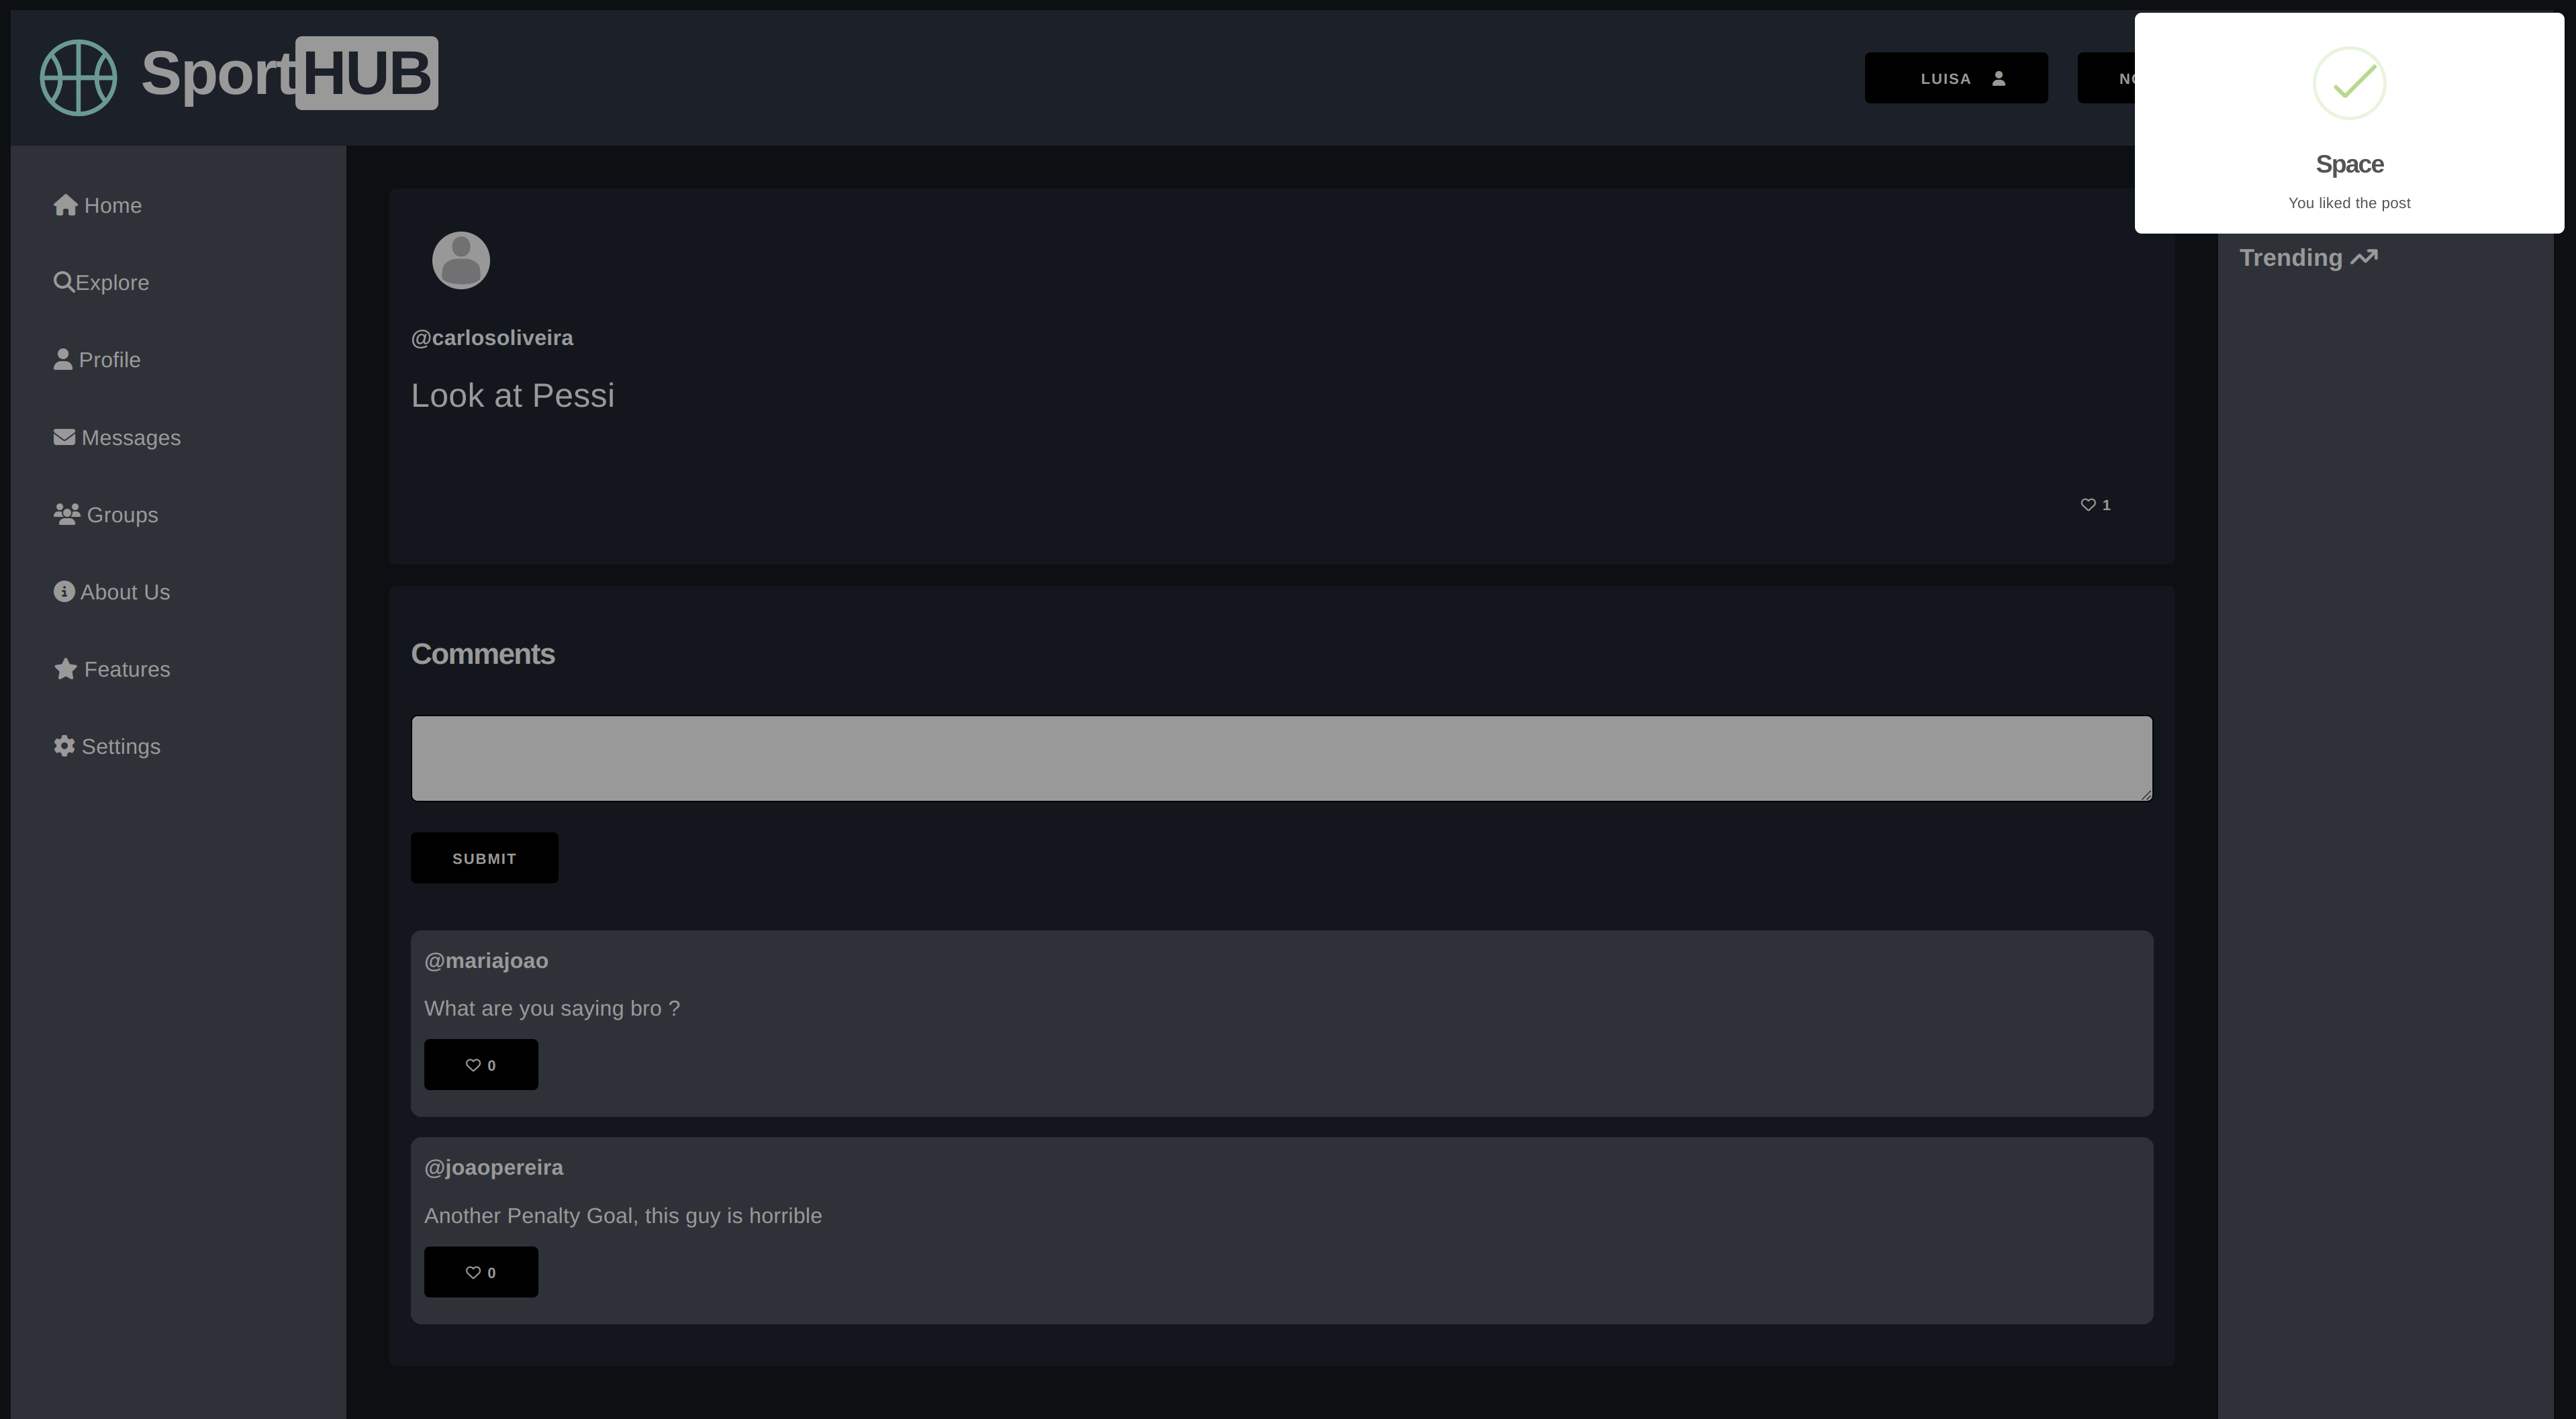 SportHUB
LUISA
Space
You liked the post
Home
Explore
Profile
Messages
Groups
About Us
Features
Settings
@carlosoliveira
Look at Pessi
1
Comments
SUBMIT
@mariajoao
What are you saying bro ?
0
@joaopereira
Another Penalty Goal, this guy is horrible
0
Trending